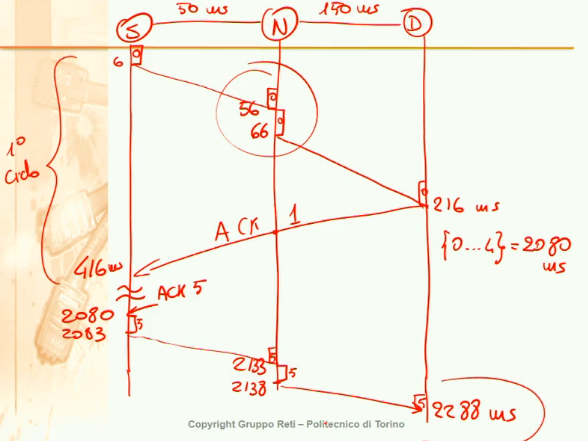 50 ms 150 ms
S N D
0
6
0
56
0
66
1º
ciclo
0
216 ms
ACK 1
{0...4} = 2080
ms
416 ms
ACK 5
2080
5
2083
5
2133
5
2138
5
2288 ms
Copyright Gruppo Reti – Politecnico di Torino